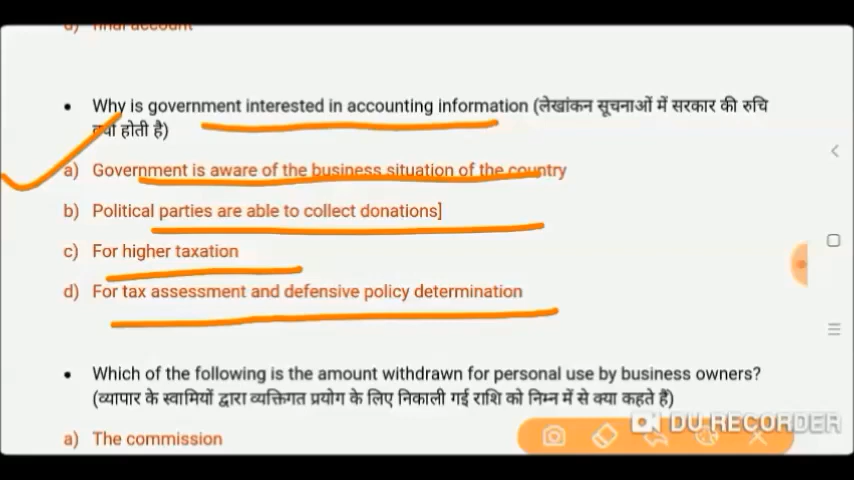 d) final account
• Why is government interested in accounting information (लेखांकन सूचनाओं में सरकार की रुचि
क्यों होती है)
a) Government is aware of the business situation of the country
b) Political parties are able to collect donations]
c) For higher taxation
d) For tax assessment and defensive policy determination
• Which of the following is the amount withdrawn for personal use by business owners?
(व्यापार के स्वामियों द्वारा व्यक्तिगत प्रयोग के लिए निकाली गई राशि को निम्न में से क्या कहते हैं)
a) The commission
DU RECORDER